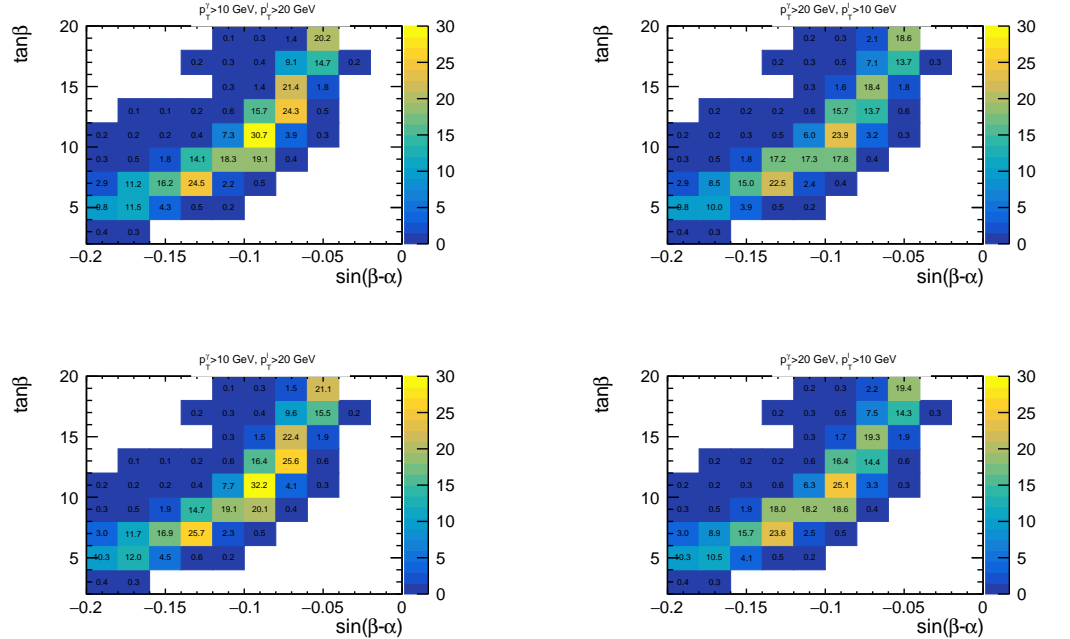 p_T^γ>10 GeV, p_T^l>20 GeV
tanβ
20 0.1 0.3 1.4 20.2 30
0.2 0.3 0.4 9.1 14.7 0.2 25
15 0.3 1.4 21.4 1.8 20
0.1 0.1 0.2 0.6 15.7 24.3 0.5
0.2 0.2 0.2 0.4 7.3 30.7 3.9 0.3 15
10 0.3 0.5 1.8 14.1 18.3 19.1 0.4 10
2.9 11.2 16.2 24.5 2.2 0.5
5 9.8 11.5 4.3 0.5 0.2 5
0.4 0.3 0
−0.2 −0.15 −0.1 −0.05 0
sin(β-α)
p_T^γ>20 GeV, p_T^l>10 GeV
tanβ
20 0.2 0.3 2.1 18.6 30
0.2 0.3 0.5 7.1 13.7 0.3 25
15 0.3 1.6 18.4 1.8 20
0.2 0.2 0.2 0.6 15.7 13.7 0.6
0.2 0.2 0.2 0.3 6.0 23.9 3.2 0.3 15
10 0.3 0.5 1.8 17.2 17.3 17.8 0.4 10
2.9 8.5 15.0 22.5 2.4 0.4
5 9.8 10.0 3.9 0.5 0.2 5
0.4 0.3 0
−0.2 −0.15 −0.1 −0.05 0
sin(β-α)
p_T^γ>10 GeV, p_T^l>20 GeV
tanβ
20 0.1 0.3 1.5 21.1 30
0.2 0.3 0.4 9.6 15.5 0.2 25
15 0.3 1.5 22.4 1.9 20
0.1 0.1 0.2 0.6 16.4 25.6 0.6
0.2 0.2 0.2 0.4 7.7 32.2 4.1 0.3 15
10 0.3 0.5 1.9 14.7 19.1 20.1 0.4 10
3.0 11.7 16.9 25.7 2.3 0.5
5 10.3 12.0 4.5 0.6 0.2 5
0.4 0.3 0
−0.2 −0.15 −0.1 −0.05 0
sin(β-α)
p_T^γ>20 GeV, p_T^l>10 GeV
tanβ
20 0.2 0.3 2.2 19.4 30
0.2 0.3 0.5 7.5 14.3 0.3 25
15 0.3 1.7 19.3 1.9 20
0.2 0.2 0.2 0.6 16.4 14.4 0.6
0.2 0.2 0.2 0.3 6.3 25.1 3.3 0.3 15
10 0.3 0.5 1.9 18.0 18.2 18.6 0.4 10
3.0 8.9 15.7 23.6 2.5 0.5
5 10.3 10.5 4.1 0.5 0.2 5
0.4 0.3 0
−0.2 −0.15 −0.1 −0.05 0
sin(β-α)